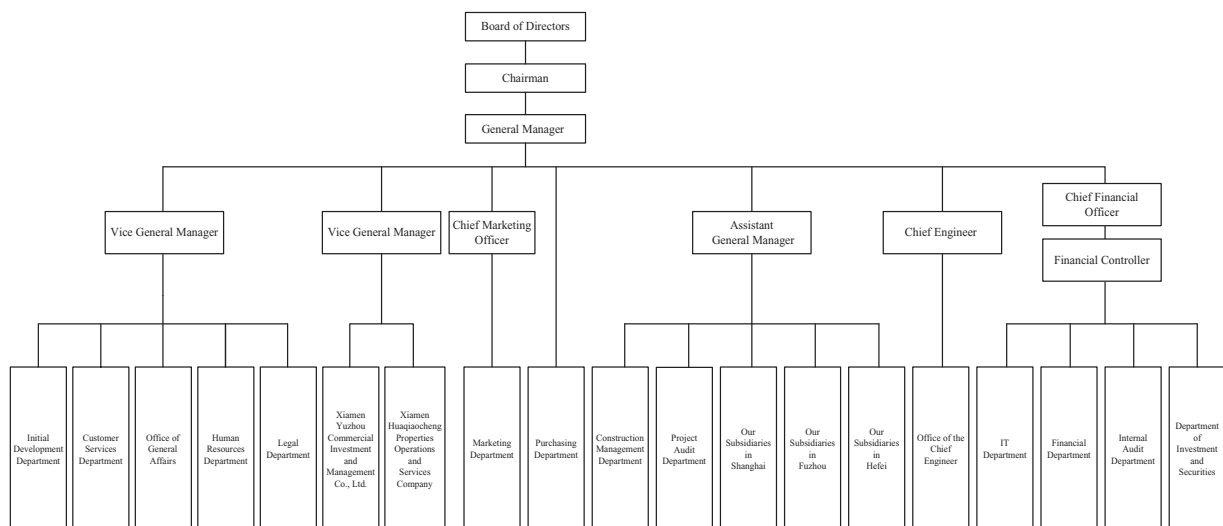 Board of Directors
Chairman
General Manager
Vice General Manager
Vice General Manager
Chief Marketing
Officer
Assistant
General Manager
Chief Engineer
Chief Financial
Officer
Financial Controller
Initial
Development
Department
Customer
Services
Department
Office of
General
Affairs
Human
Resources
Department
Legal
Department
Xiamen
Yuzhou
Commercial
Investment
and
Management
Co., Ltd.
Xiamen
Huaqiaocheng
Properties
Operations
and
Services
Company
Marketing
Department
Purchasing
Department
Construction
Management
Department
Project
Audit
Department
Our
Subsidiaries
in
Shanghai
Our
Subsidiaries
in
Fuzhou
Our
Subsidiaries
in
Hefei
Office of the
Chief
Engineer
IT
Department
Financial
Department
Internal
Audit
Department
Department
of
Investment
and
Securities